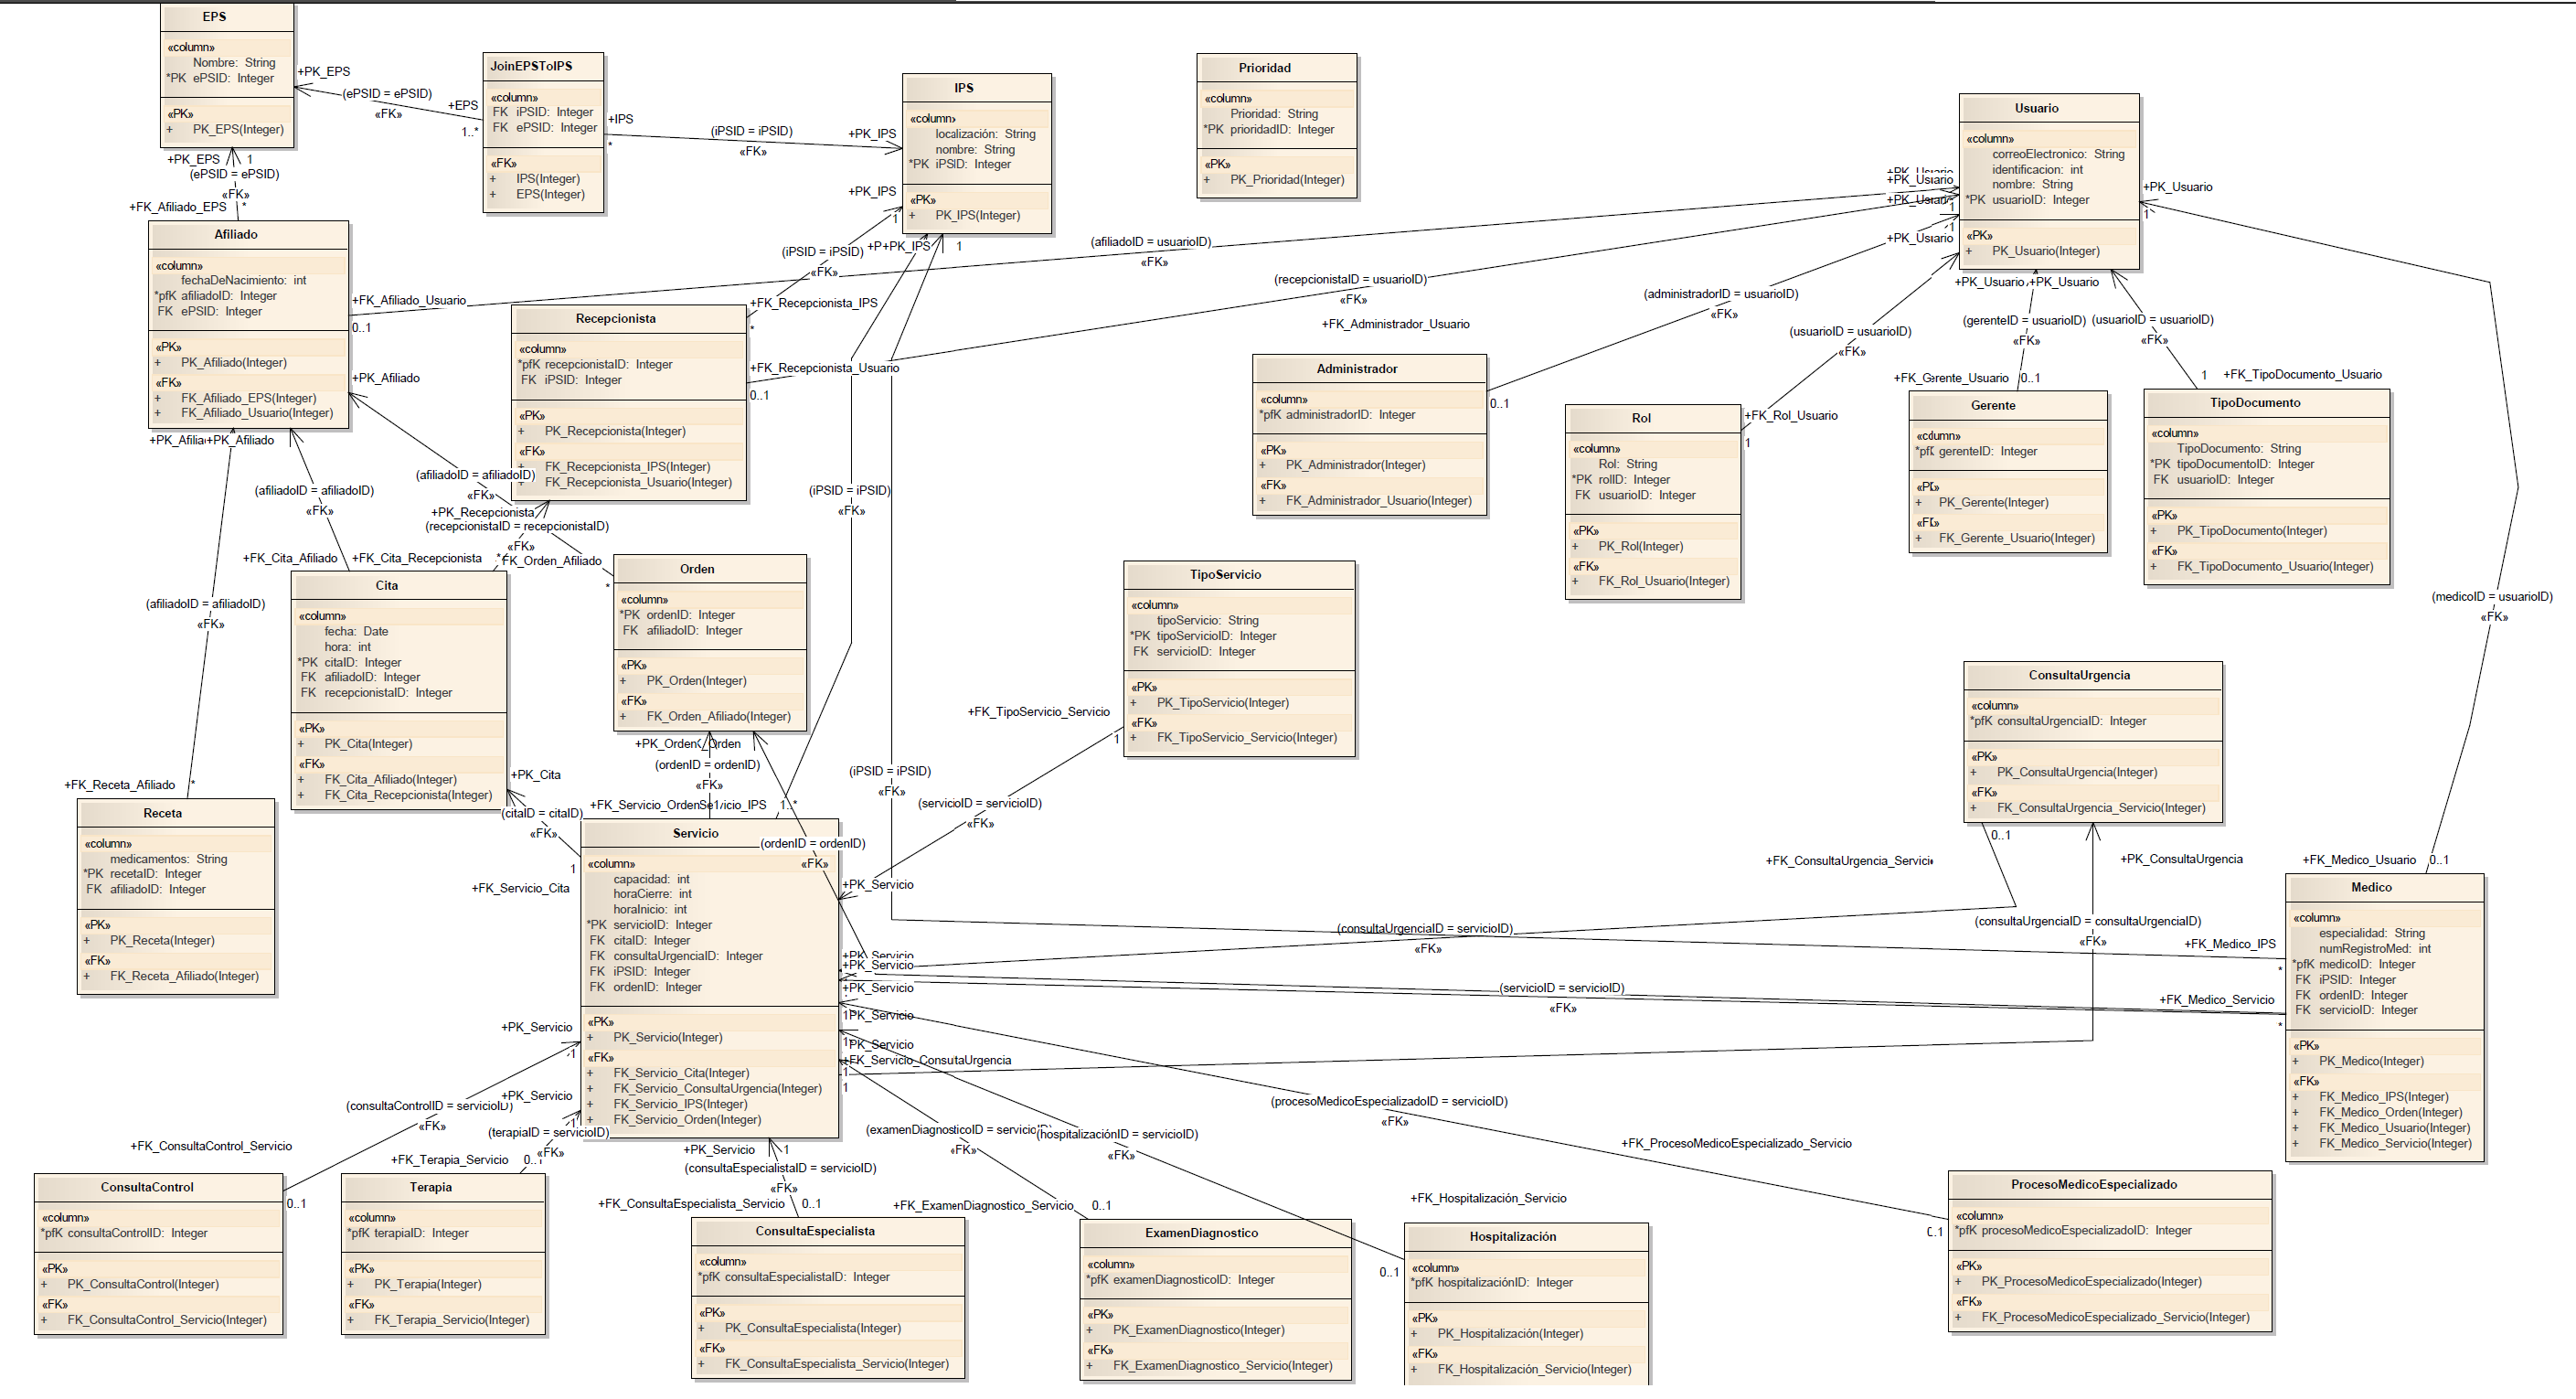 EPS
«column»
Nombre: String
*PK ePSID: Integer
«PK»
+ PK_EPS(Integer)
+PK_EPS
(ePSID = ePSID)
«FK»
+EPS
1..*
JoinEPSToIPS
«column»
FK iPSID: Integer
FK ePSID: Integer
«FK»
+ IPS(Integer)
+ EPS(Integer)
+IPS
*
(iPSID = iPSID)
«FK»
+PK_IPS
IPS
«column»
localización: String
nombre: String
*PK iPSID: Integer
«PK»
+ PK_IPS(Integer)
Prioridad
«column»
Prioridad: String
*PK prioridadID: Integer
«PK»
+ PK_Prioridad(Integer)
Usuario
«column»
correoElectronico: String
identificacion: int
nombre: String
*PK usuarioID: Integer
«PK»
+ PK_Usuario(Integer)
+PK_Usuario
+PK_Usuario
+PK_Usuario
1
1
+PK_Usuario
+PK_Usuario
1
+PK_EPS 1
(ePSID = ePSID)
«FK»
+FK_Afiliado_EPS *
Afiliado
«column»
fechaDeNacimiento: int
*pfK afiliadoID: Integer
FK ePSID: Integer
«PK»
+ PK_Afiliado(Integer)
«FK»
+ FK_Afiliado_EPS(Integer)
+ FK_Afiliado_Usuario(Integer)
+FK_Afiliado_Usuario
0..1
(afiliadoID = usuarioID)
«FK»
+PK_IPS
1
(iPSID = iPSID)
«FK»
+PK_IPS
1
+FK_Recepcionista_IPS
*
Recepcionista
«column»
*pfK recepcionistaID: Integer
FK iPSID: Integer
«PK»
+ PK_Recepcionista(Integer)
«FK»
+ FK_Recepcionista_IPS(Integer)
+ FK_Recepcionista_Usuario(Integer)
+FK_Recepcionista_Usuario
0..1
(recepcionistaID = usuarioID)
«FK»
+FK_Administrador_Usuario
(administradorID = usuarioID)
«FK»
Administrador
«column»
*pfK administradorID: Integer
«PK»
+ PK_Administrador(Integer)
«FK»
+ FK_Administrador_Usuario(Integer)
0..1
(usuarioID = usuarioID)
«FK»
+FK_Rol_Usuario
1
Rol
«column»
Rol: String
*PK rolID: Integer
FK usuarioID: Integer
«PK»
+ PK_Rol(Integer)
«FK»
+ FK_Rol_Usuario(Integer)
+PK_Usuario +PK_Usuario
(gerenteID = usuarioID)
«FK»
+FK_Gerente_Usuario 0..1
Gerente
«column»
gerenteID: Integer
+ PK_Gerente(Integer)
+ FK_Gerente_Usuario(Integer)
(usuarioID = usuarioID)
«FK»
1 +FK_TipoDocumento_Usuario
TipoDocumento
«column»
TipoDocumento: String
*PK tipoDocumentoID: Integer
FK usuarioID: Integer
«PK»
+ PK_TipoDocumento(Integer)
«FK»
+ FK_TipoDocumento_Usuario(Integer)
(medicoID = usuarioID)
«FK»
+PK_Afiliado
+PK_Afiliado
(afiliadoID = afiliadoID)
«FK»
(afiliadoID = afiliadoID)
«FK»
+PK_Recepcionista
(recepcionistaID = recepcionistaID)
«FK»
+FK_Cita_Afiliado
+FK_Cita_Recepcionista
FK_Orden_Afiliado
*
(iPSID = iPSID)
«FK»
(afiliadoID = afiliadoID)
«FK»
+FK_Receta_Afiliado *
Cita
«column»
fecha: Date
hora: int
*PK citaID: Integer
FK afiliadoID: Integer
FK recepcionistaID: Integer
«PK»
+ PK_Cita(Integer)
«FK»
+ FK_Cita_Afiliado(Integer)
+ FK_Cita_Recepcionista(Integer)
Orden
«column»
*PK ordenID: Integer
FK afiliadoID: Integer
«PK»
+ PK_Orden(Integer)
«FK»
+ FK_Orden_Afiliado(Integer)
TipoServicio
«column»
tipoServicio: String
*PK tipoServicioID: Integer
FK servicioID: Integer
«PK»
+ PK_TipoServicio(Integer)
«FK»
+ FK_TipoServicio_Servicio(Integer)
+FK_TipoServicio_Servicio
1
(servicioID = servicioID)
«FK»
+PK_Servicio
ConsultaUrgencia
«column»
*pfK consultaUrgenciaID: Integer
«PK»
+ PK_ConsultaUrgencia(Integer)
«FK»
+ FK_ConsultaUrgencia_Servicio(Integer)
0..1
+PK_ConsultaUrgencia
(consultaUrgenciaID = consultaUrgenciaID)
«FK»
Receta
«column»
medicamentos: String
*PK recetaID: Integer
FK afiliadoID: Integer
«PK»
+ PK_Receta(Integer)
«FK»
+ FK_Receta_Afiliado(Integer)
+PK_Cita
(citaID = citaID)
«FK»
1
+FK_Servicio_Cita
(ordenID = ordenID)
«FK»
1..*
(iPSID = iPSID)
«FK»
(ordenID = ordenID)
«FK»
Servicio
«column»
capacidad: int
horaCierre: int
horaInicio: int
*PK servicioID: Integer
FK citaID: Integer
FK consultaUrgenciaID: Integer
FK iPSID: Integer
FK ordenID: Integer
«PK»
+ PK_Servicio(Integer)
«FK»
+ FK_Servicio_Cita(Integer)
+ FK_Servicio_ConsultaUrgencia(Integer)
+ FK_Servicio_IPS(Integer)
+ FK_Servicio_Orden(Integer)
+PK_Servicio
+PK_Servicio
PK_Servicio
PK_Servicio
1
1
(consultaUrgenciaID = servicioID)
«FK»
(servicioID = servicioID)
«FK»
+FK_Medico_IPS
*
+FK_Medico_Servicio
*
+FK_Medico_Usuario 0..1
Medico
«column»
especialidad: String
numRegistroMed: int
*pfK medicoID: Integer
FK iPSID: Integer
FK ordenID: Integer
FK servicioID: Integer
«PK»
+ PK_Medico(Integer)
«FK»
+ FK_Medico_IPS(Integer)
+ FK_Medico_Orden(Integer)
+ FK_Medico_Usuario(Integer)
+ FK_Medico_Servicio(Integer)
+PK_Servicio
1
(consultaControlID = servicioID)
«FK»
+FK_ConsultaControl_Servicio
0..1
+PK_Servicio
(terapiaID = servicioID)
«FK»
+FK_Terapia_Servicio
+PK_Servicio 1
(consultaEspecialistaID = servicioID)
«FK»
+FK_ConsultaEspecialista_Servicio 0..1
«FK»
+FK_ExamenDiagnostico_Servicio 0..1
(hospitalizaciónID = servicioID)
«FK»
+FK_Hospitalización_Servicio
0..1
(procesoMedicoEspecializadoID = servicioID)
«FK»
+FK_ProcesoMedicoEspecializado_Servicio
ConsultaControl
«column»
*pfK consultaControlID: Integer
«PK»
+ PK_ConsultaControl(Integer)
«FK»
+ FK_ConsultaControl_Servicio(Integer)
Terapia
«column»
*pfK terapiaID: Integer
«PK»
+ PK_Terapia(Integer)
«FK»
+ FK_Terapia_Servicio(Integer)
ConsultaEspecialista
«column»
*pfK consultaEspecialistaID: Integer
«PK»
+ PK_ConsultaEspecialista(Integer)
«FK»
+ FK_ConsultaEspecialista_Servicio(Integer)
ExamenDiagnostico
«column»
*pfK examenDiagnosticoID: Integer
«PK»
+ PK_ExamenDiagnostico(Integer)
«FK»
+ FK_ExamenDiagnostico_Servicio(Integer)
Hospitalización
«column»
*pfK hospitalizaciónID: Integer
«PK»
+ PK_Hospitalización(Integer)
«FK»
+ FK_Hospitalización_Servicio(Integer)
ProcesoMedicoEspecializado
«column»
*pfK procesoMedicoEspecializadoID: Integer
«PK»
+ PK_ProcesoMedicoEspecializado(Integer)
«FK»
+ FK_ProcesoMedicoEspecializado_Servicio(Integer)